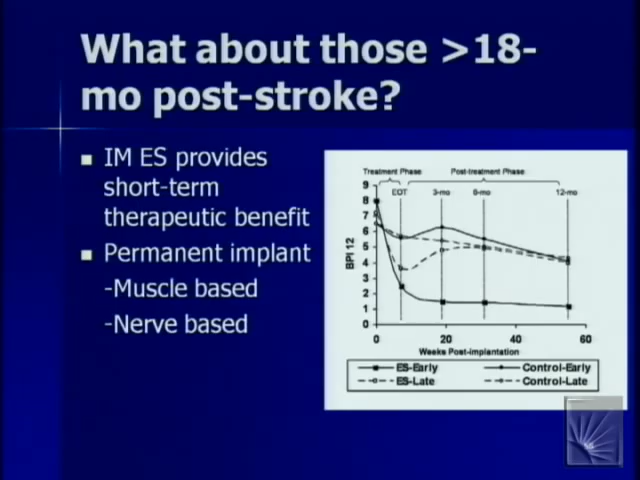 What about those >18-
mo post-stroke?
IM ES provides
short-term
therapeutic benefit
Permanent implant
-Muscle based
-Nerve based
Treatment Phase
Post-treatment Phase
EOT
3-mo
6-mo
12-mo
9
8
7
6
5
4
3
2
1
0
BPI 12
0
20
40
60
Weeks Post-implantation
ES-Early
Control-Early
ES-Late
Control-Late